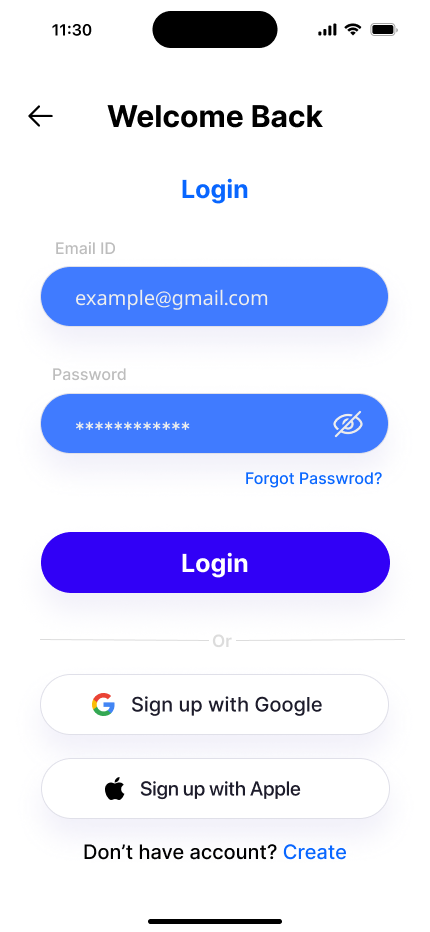 11:30
Welcome Back
Login
Email ID
example@gmail.com
Password
************
Forgot Passwrod?
Login
Or
Sign up with Google
Sign up with Apple
Don’t have account? Create